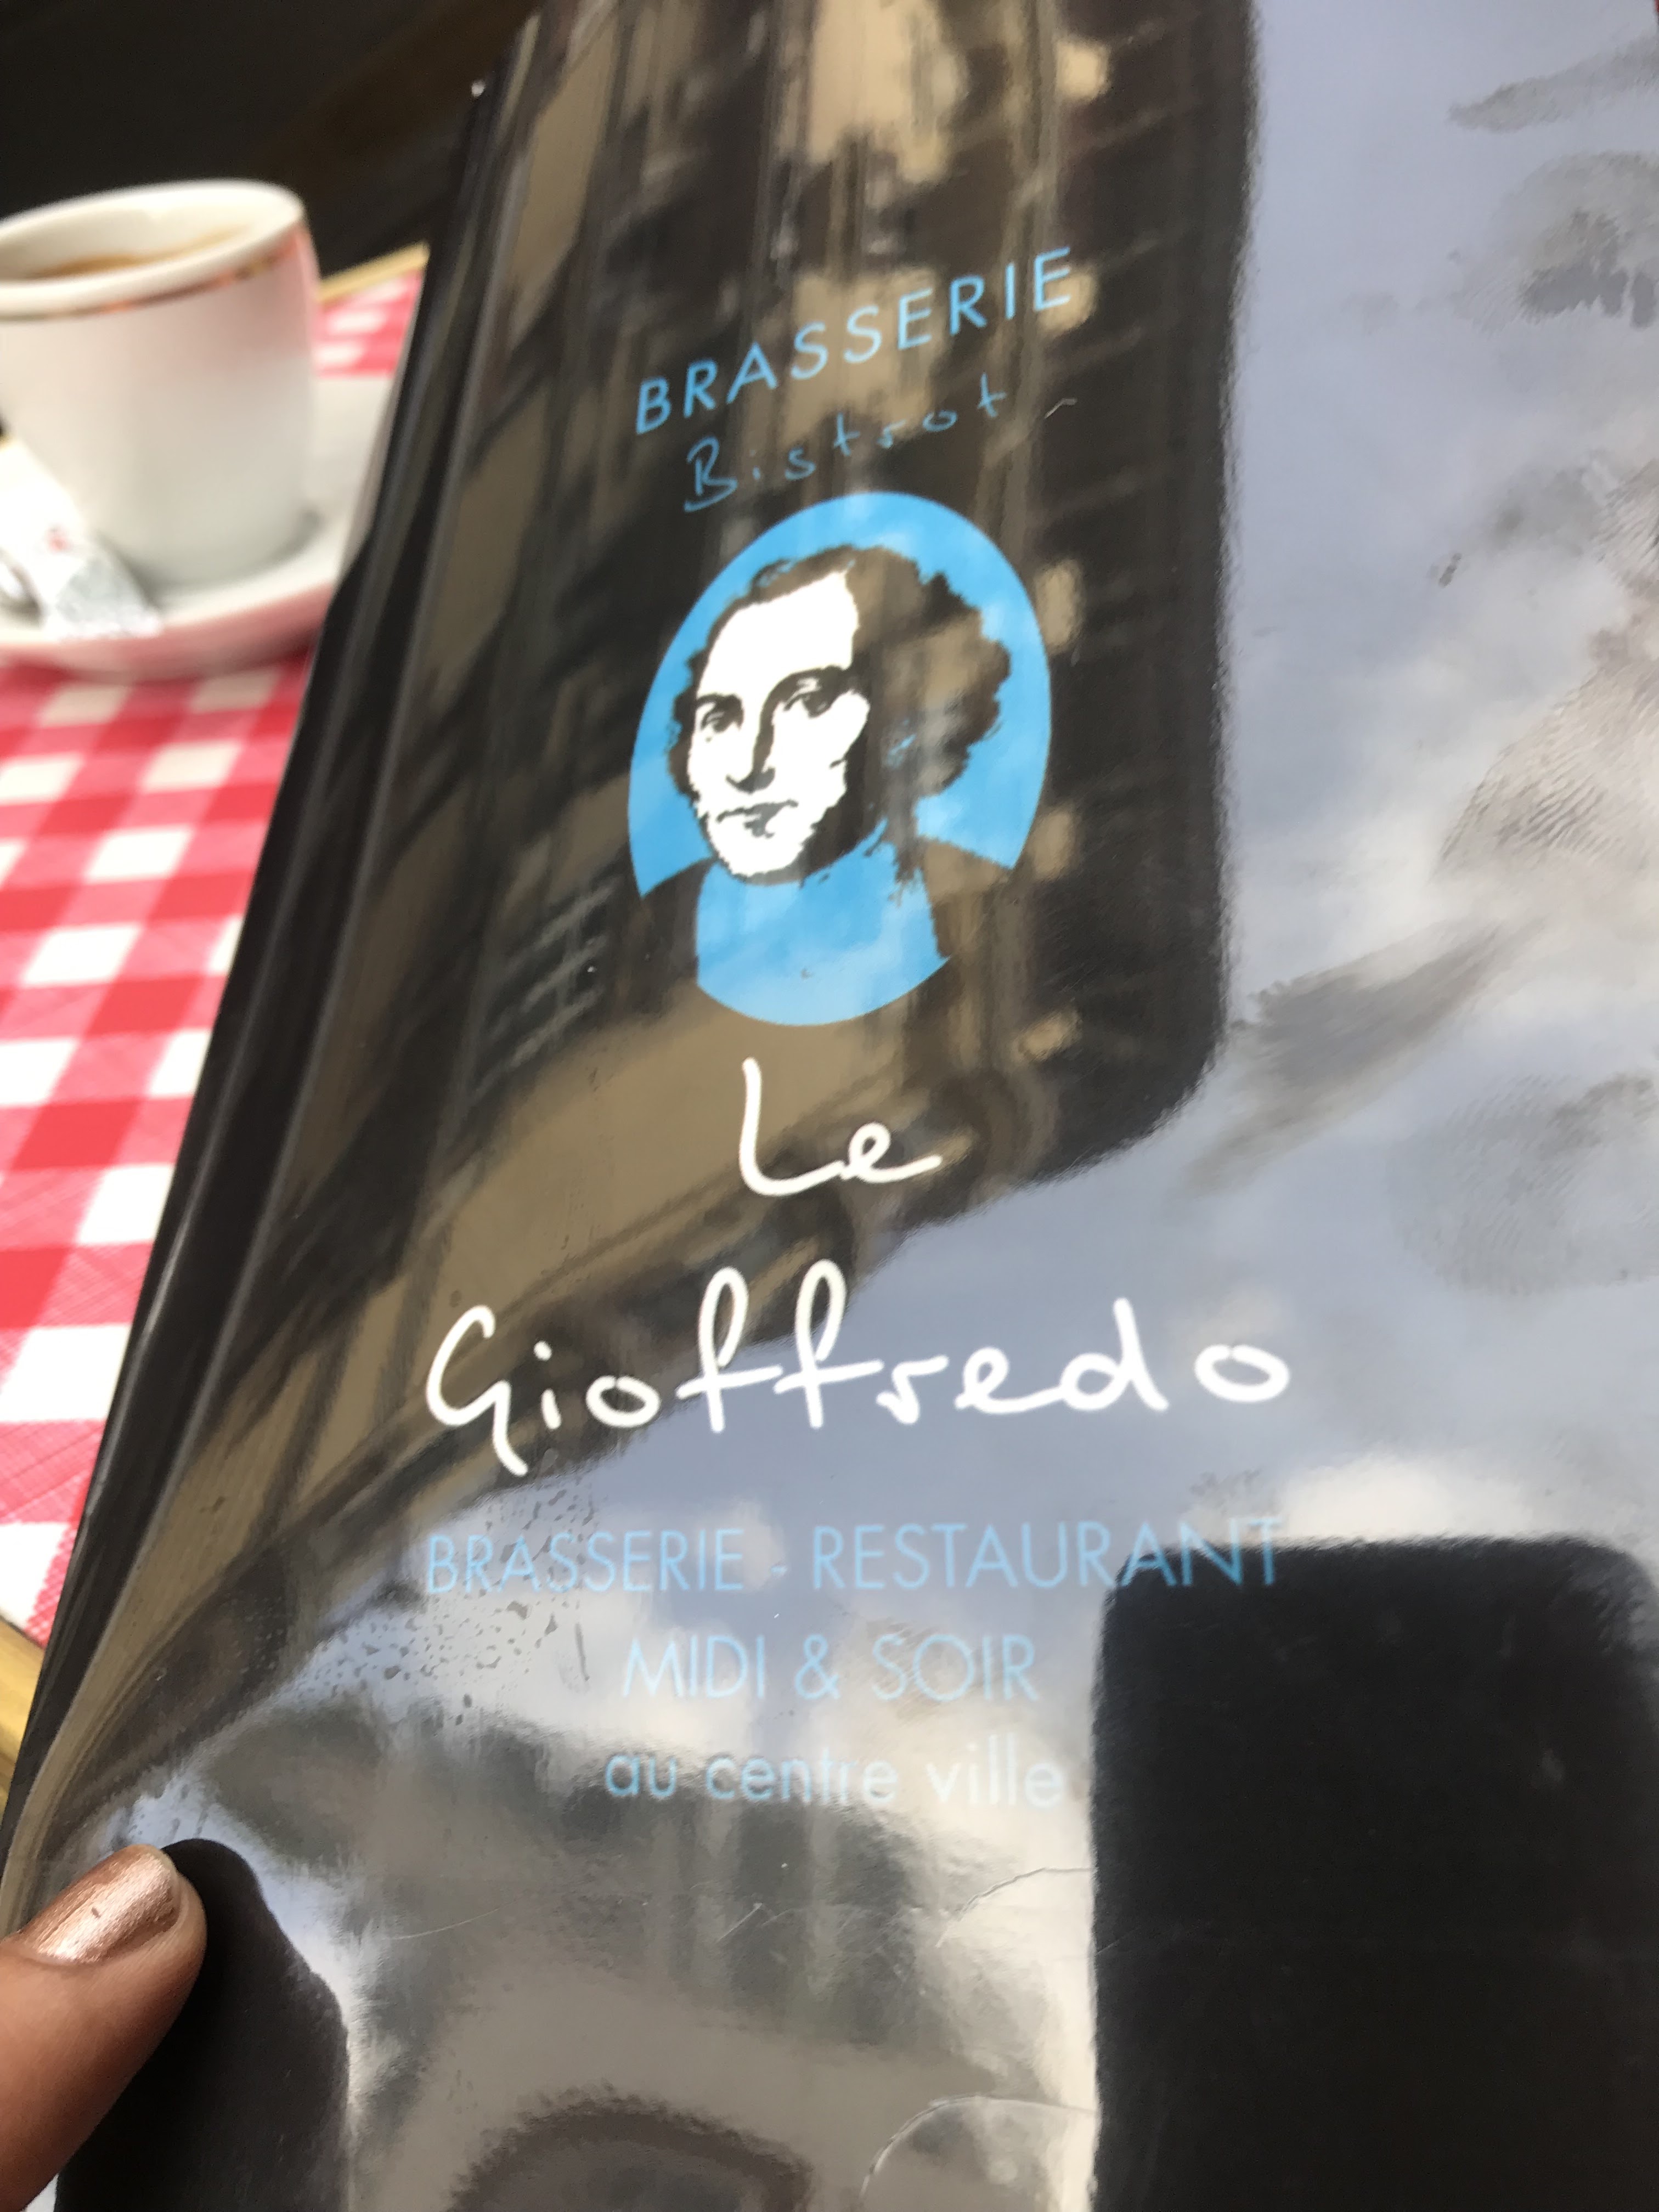 BRASSERIE
Bistrot
Le
Gioffredo
BRASSERIE - RESTAURANT
MIDI & SOIR
au centre ville